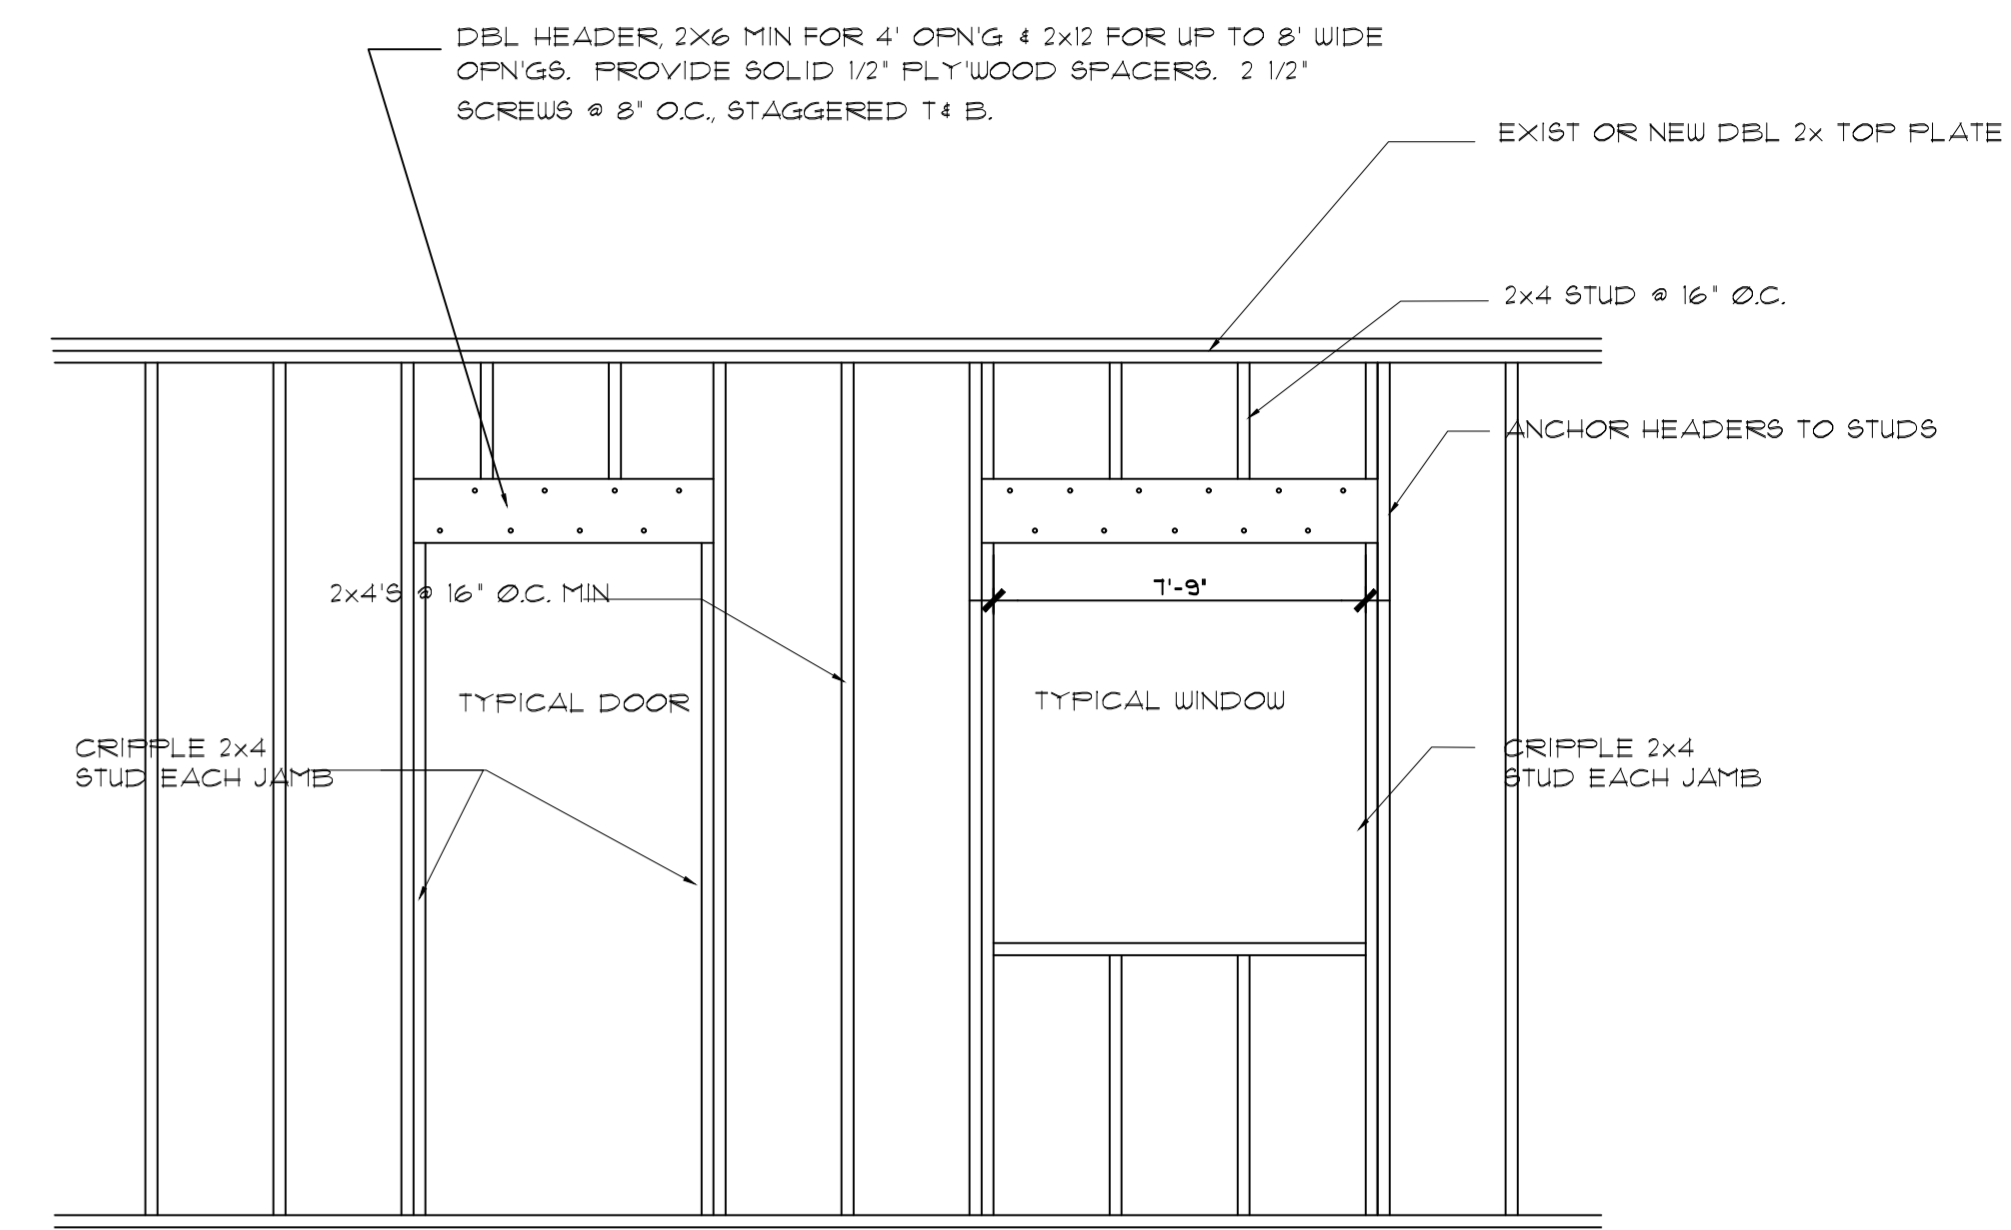 DBL HEADER, 2X6 MIN FOR 4' OPN'G & 2x12 FOR UP TO 8' WIDE
OPN'GS. PROVIDE SOLID 1/2" PLY'WOOD SPACERS. 2 1/2"
SCREWS @ 8" O.C., STAGGERED T& B.
EXIST OR NEW DBL 2x TOP PLATE
2x4 STUD @ 16" Ø.C.
ANCHOR HEADERS TO STUDS
2x4'S @ 16" Ø.C. MIN
7'-9"
TYPICAL DOOR
TYPICAL WINDOW
CRIPPLE 2x4
STUD EACH JAMB
CRIPPLE 2x4
STUD EACH JAMB